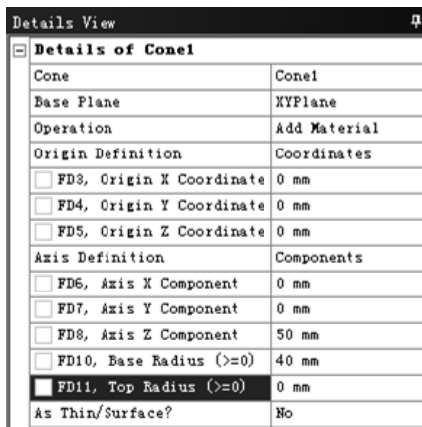 Details View
Details of Cone1
Cone Cone1
Base Plane XYPlane
Operation Add Material
Origin Definition Coordinates
FD3, Origin X Coordinate 0 mm
FD4, Origin Y Coordinate 0 mm
FD5, Origin Z Coordinate 0 mm
Axis Definition Components
FD6, Axis X Component 0 mm
FD7, Axis Y Component 0 mm
FD8, Axis Z Component 50 mm
FD10, Base Radius (>=0) 40 mm
FD11, Top Radius (>=0) 0 mm
As Thin/Surface? No